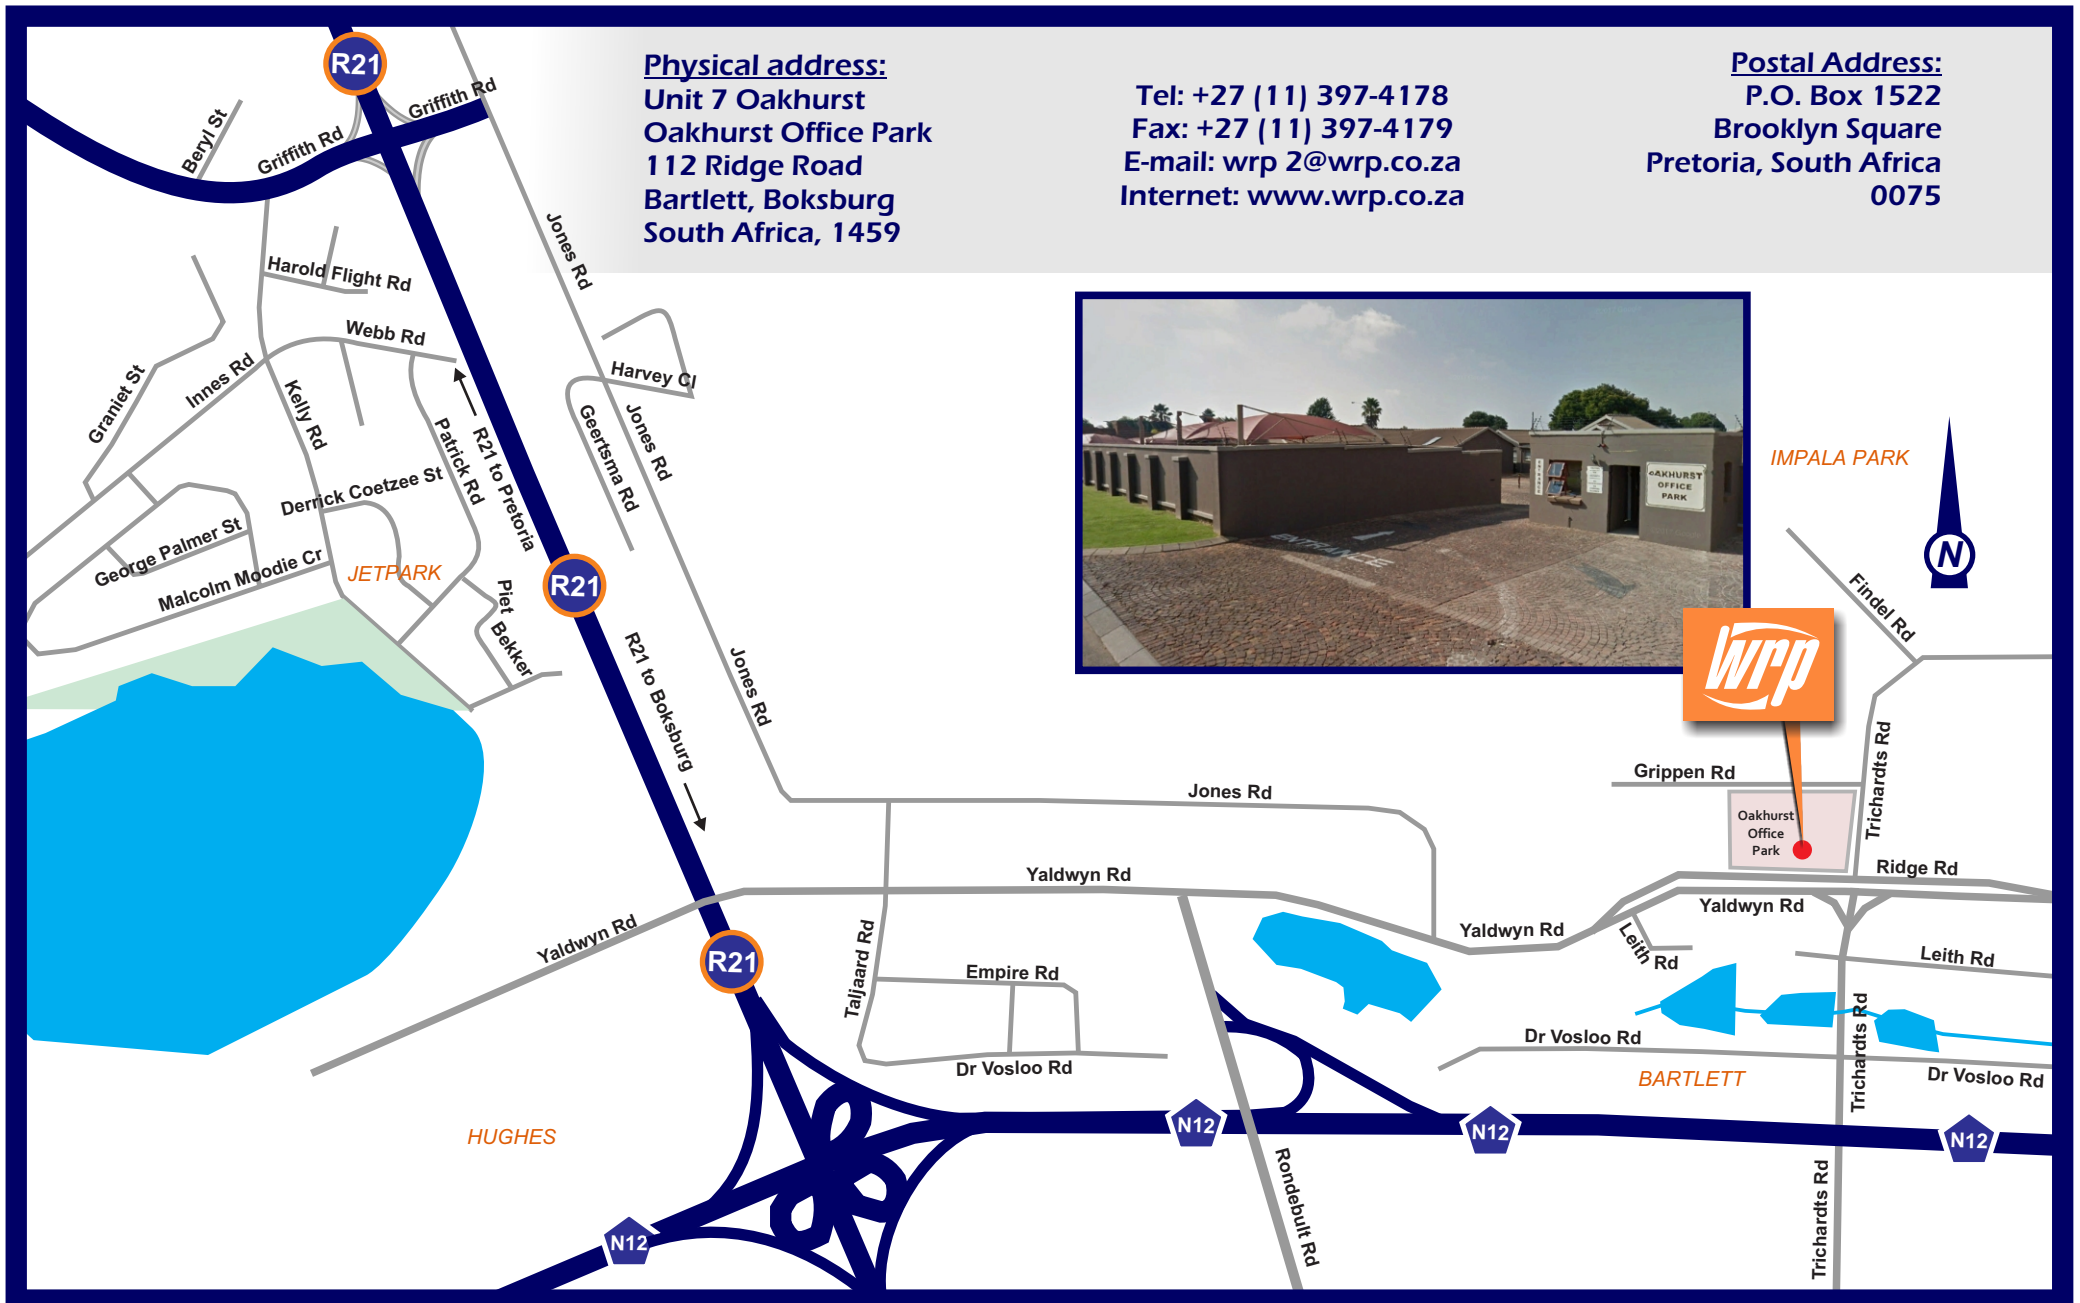 Physical address:
Unit 7 Oakhurst
Oakhurst Office Park
112 Ridge Road
Bartlett, Boksburg
South Africa, 1459
Tel: +27 (11) 397-4178
Fax: +27 (11) 397-4179
E-mail: wrp 2@wrp.co.za
Internet: www.wrp.co.za
Postal Address:
P.O. Box 1522
Brooklyn Square
Pretoria, South Africa
0075
R21
Griffith Rd
Griffith Rd
Beryl St
Jones Rd
Harold Flight Rd
Webb Rd
Innes Rd
Graniet St
Kelly Rd
Patrick Rd
R21 to Pretoria
Harvey Cl
Geertsma Rd
Jones Rd
Derrick Coetzee St
George Palmer St
Malcolm Moodie Cr
JETPARK
Piet Bekker
R21
R21 to Boksburg
Jones Rd
OAKHURST
OFFICE
PARK
ENTRANCE
IMPALA PARK
N
Findel Rd
wrp
Trichardts Rd
Grippen Rd
Oakhurst
Office
Park
Jones Rd
Ridge Rd
Yaldwyn Rd
Yaldwyn Rd
Yaldwyn Rd
Yaldwyn Rd
R21
Taljaard Rd
Empire Rd
Leith Rd
Leith Rd
Trichardts Rd
Dr Vosloo Rd
Dr Vosloo Rd
Dr Vosloo Rd
BARTLETT
HUGHES
N12
N12
N12
N12
Rondebult Rd
Trichardts Rd